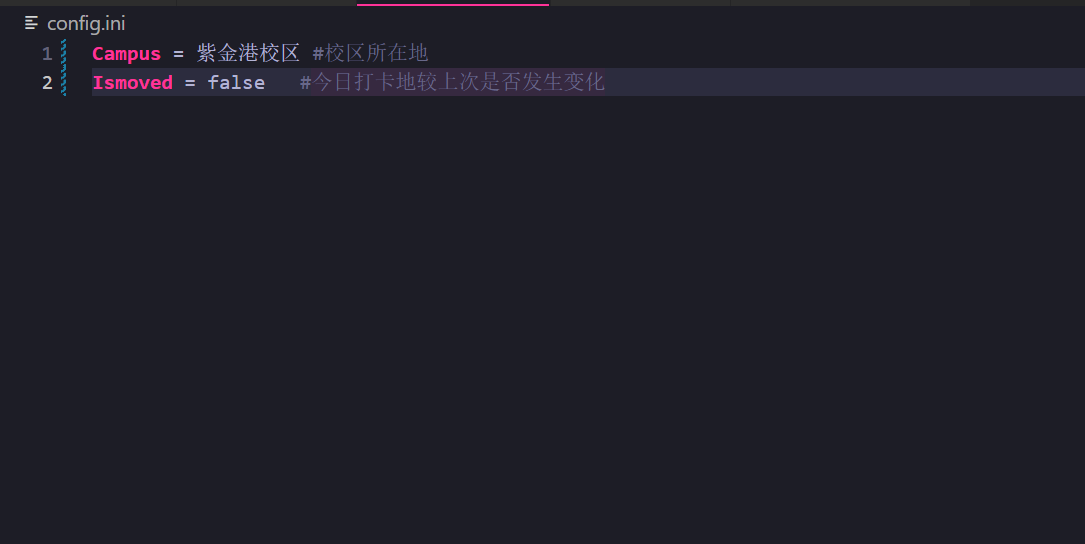 config.ini
1 Campus = 紫金港校区 #校区所在地
2 Ismoved = false #今日打卡地较上次是否发生变化